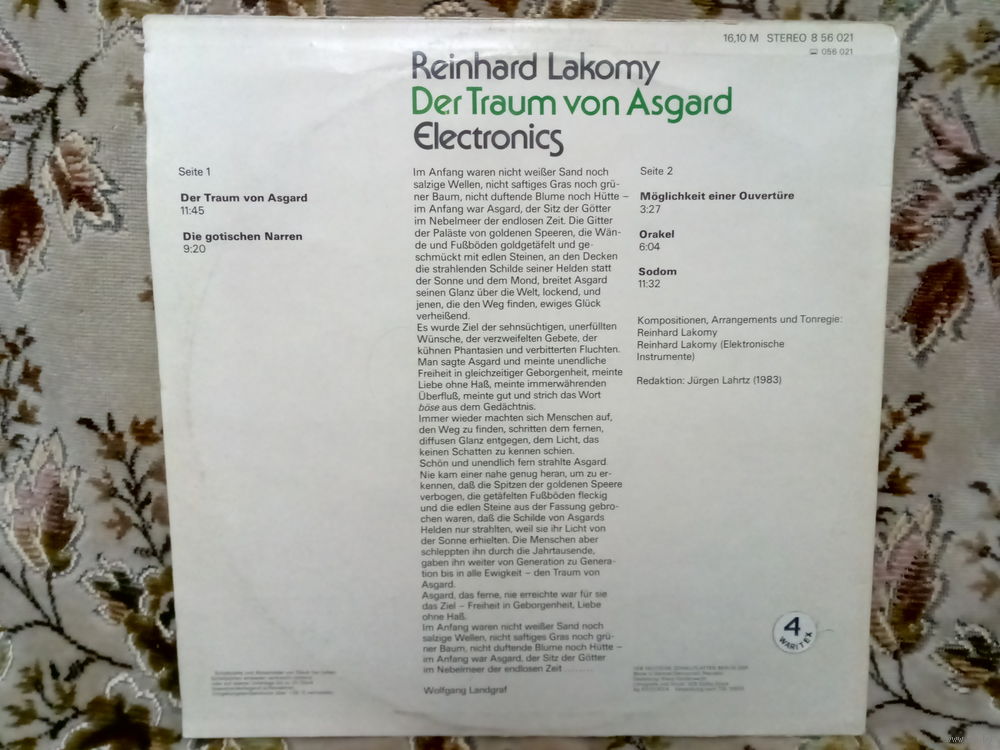 16,10 M STEREO 8 56 021
056 021
Reinhard Lakomy
Der Traum von Asgard
Electronics
Seite 1
Der Traum von Asgard
11:45
Die gotischen Narren
9:20
Im Anfang waren nicht weißer Sand noch
salzige Wellen, nicht saftiges Gras noch grü-
ner Baum, nicht duftende Blume noch Hütte –
im Anfang war Asgard, der Sitz der Götter
im Nebelmeer der endlosen Zeit. Die Gitter
der Paläste von goldenen Speeren, die Wän-
de und Fußböden goldgetäfelt und ge-
schmückt mit edlen Steinen, an den Decken
die strahlenden Schilde seiner Helden statt
der Sonne und dem Mond, breitet Asgard
seinen Glanz über die Welt, lockend, und
jenen, die den Weg finden, ewiges Glück
verheißend.
Es wurde Ziel der sehnsüchtigen, unerfüllten
Wünsche, der verzweifelten Gebete, der
kühnen Phantasien und verbitterten Fluchten.
Man sagte Asgard und meinte unendliche
Freiheit in gleichzeitiger Geborgenheit, meinte
Liebe ohne Haß, meinte immerwährenden
Überfluß, meinte gut und strich das Wort
böse aus dem Gedächtnis.
Immer wieder machten sich Menschen auf,
den Weg zu finden, schritten dem fernen,
diffusen Glanz entgegen, dem Licht, das
keinen Schatten zu kennen schien.
Schön und unendlich fern strahlte Asgard.
Nie kam einer nahe genug heran, um zu er-
kennen, daß die Spitzen der goldenen Speere
verbogen, die getäfelten Fußböden fleckig
und die edlen Steine aus der Fassung gebro-
chen waren, daß die Schilde von Asgards
Helden nur strahlten, weil sie ihr Licht von
der Sonne erhielten. Die Menschen aber
schleppten ihn durch die Jahrtausende,
gaben ihn weiter von Generation zu Genera-
tion bis in alle Ewigkeit – den Traum von
Asgard.
Asgard, das ferne, nie erreichte war für sie
das Ziel – Freiheit in Geborgenheit, Liebe
ohne Haß.
Im Anfang waren nicht weißer Sand noch
salzige Wellen, nicht saftiges Gras noch grü-
ner Baum, nicht duftende Blume noch Hütte –
im Anfang war Asgard, der Sitz der Götter
im Nebelmeer der endlosen Zeit .......
Wolfgang Landgraf
Seite 2
Möglichkeit einer Ouvertüre
3:27
Orakel
6:04
Sodom
11:32
Kompositionen, Arrangements und Tonregie:
Reinhard Lakomy
Reinhard Lakomy (Elektronische
Instrumente)
Redaktion: Jürgen Lahrtz (1983)
4
WARITEX